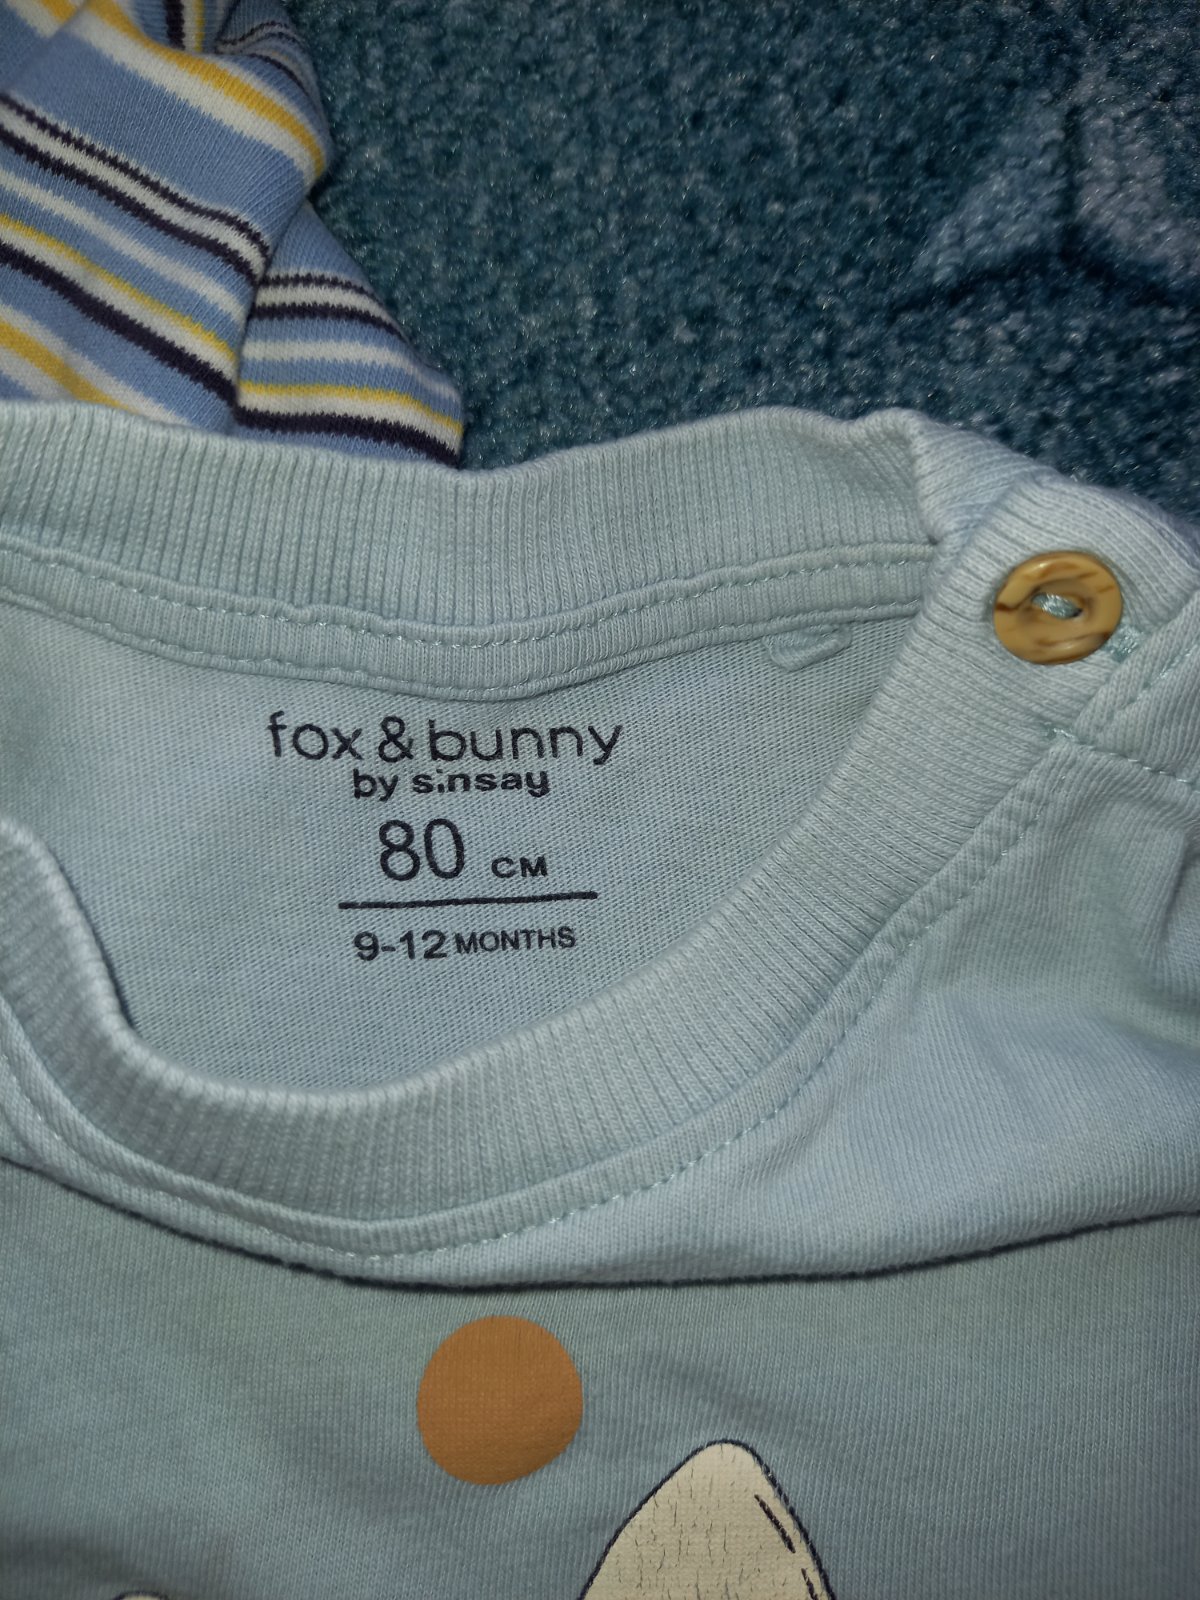 fox & bunny
by sinsay
80 CM
9-12 MONTHS